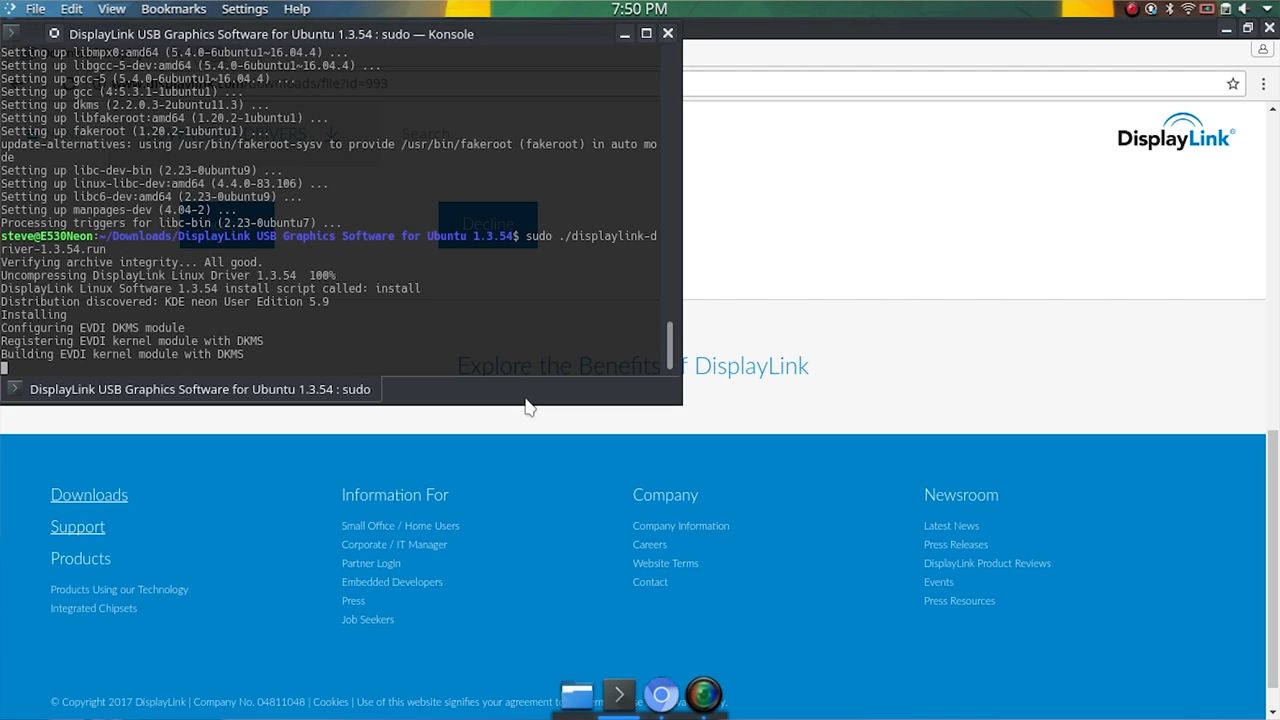 File Edit View Bookmarks Settings Help
7:50 PM
DisplayLink USB Graphics Software for Ubuntu 1.3.54 : sudo — Konsole
Setting up libmpx0:amd64 (5.4.0-6ubuntu1~16.04.4) ...
Setting up libgcc-5-dev:amd64 (5.4.0-6ubuntu1~16.04.4) ...
Setting up gcc-5 (5.4.0-6ubuntu1~16.04.4) ...
Setting up gcc (4:5.3.1-1ubuntu1) ...
Setting up dkms (2.2.0.3-2ubuntu11.3) ...
Setting up libfakeroot:amd64 (1.20.2-1ubuntu1) ...
Setting up fakeroot (1.20.2-1ubuntu1) ...
update-alternatives: using /usr/bin/fakeroot-sysv to provide /usr/bin/fakeroot (fakeroot) in auto mo
de
Setting up libc-dev-bin (2.23-0ubuntu9) ...
Setting up linux-libc-dev:amd64 (4.4.0-83.106) ...
Setting up libc6-dev:amd64 (2.23-0ubuntu9) ...
Setting up manpages-dev (4.04-2) ...
Processing triggers for libc-bin (2.23-0ubuntu7) ...
steve@E530Neon:~/Downloads/DisplayLink USB Graphics Software for Ubuntu 1.3.54$ sudo ./displaylink-d
river-1.3.54.run
Verifying archive integrity... All good.
Uncompressing DisplayLink Linux Driver 1.3.54 100%
DisplayLink Linux Software 1.3.54 install script called: install
Distribution discovered: KDE neon User Edition 5.9
Installing
Configuring EVDI DKMS module
Registering EVDI kernel module with DKMS
Building EVDI kernel module with DKMS
DisplayLink USB Graphics Software for Ubuntu 1.3.54 : sudo
/downloads/file?id=993
DRIVERS
Search...
DisplayLink
Decline
Explore the Benefits of DisplayLink
Downloads
Support
Products
Products Using our Technology
Integrated Chipsets
Information For
Small Office / Home Users
Corporate / IT Manager
Partner Login
Embedded Developers
Press
Job Seekers
Company
Company Information
Careers
Website Terms
Contact
Newsroom
Latest News
Press Releases
DisplayLink Product Reviews
Events
Press Resources
© Copyright 2017 DisplayLink | Company No. 04811048 | Cookies | Use of this website signifies your agreement